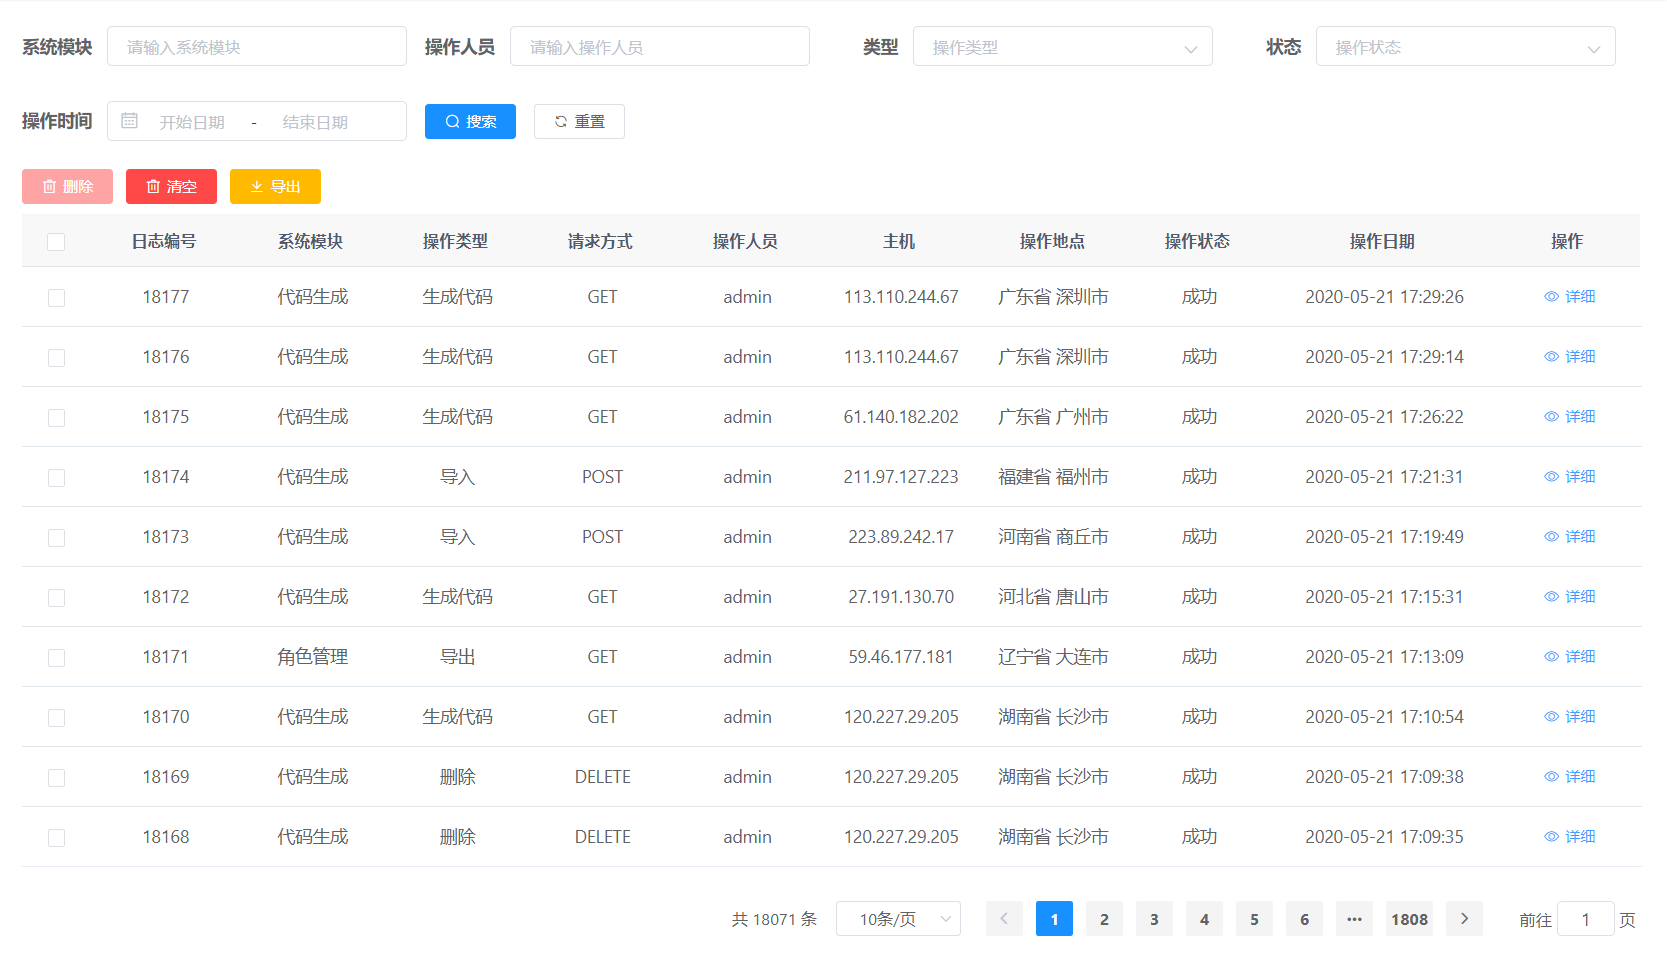 系统模块 请输入系统模块 操作人员 请输入操作人员 类型 操作类型 状态 操作状态
操作时间 开始日期 - 结束日期 搜索 重置
删除 清空 导出
日志编号 系统模块 操作类型 请求方式 操作人员 主机 操作地点 操作状态 操作日期 操作
18177 代码生成 生成代码 GET admin 113.110.244.67 广东省 深圳市 成功 2020-05-21 17:29:26 详细
18176 代码生成 生成代码 GET admin 113.110.244.67 广东省 深圳市 成功 2020-05-21 17:29:14 详细
18175 代码生成 生成代码 GET admin 61.140.182.202 广东省 广州市 成功 2020-05-21 17:26:22 详细
18174 代码生成 导入 POST admin 211.97.127.223 福建省 福州市 成功 2020-05-21 17:21:31 详细
18173 代码生成 导入 POST admin 223.89.242.17 河南省 商丘市 成功 2020-05-21 17:19:49 详细
18172 代码生成 生成代码 GET admin 27.191.130.70 河北省 唐山市 成功 2020-05-21 17:15:31 详细
18171 角色管理 导出 GET admin 59.46.177.181 辽宁省 大连市 成功 2020-05-21 17:13:09 详细
18170 代码生成 生成代码 GET admin 120.227.29.205 湖南省 长沙市 成功 2020-05-21 17:10:54 详细
18169 代码生成 删除 DELETE admin 120.227.29.205 湖南省 长沙市 成功 2020-05-21 17:09:38 详细
18168 代码生成 删除 DELETE admin 120.227.29.205 湖南省 长沙市 成功 2020-05-21 17:09:35 详细
共 18071 条 10条/页 1 2 3 4 5 6 ••• 1808 前往 1 页